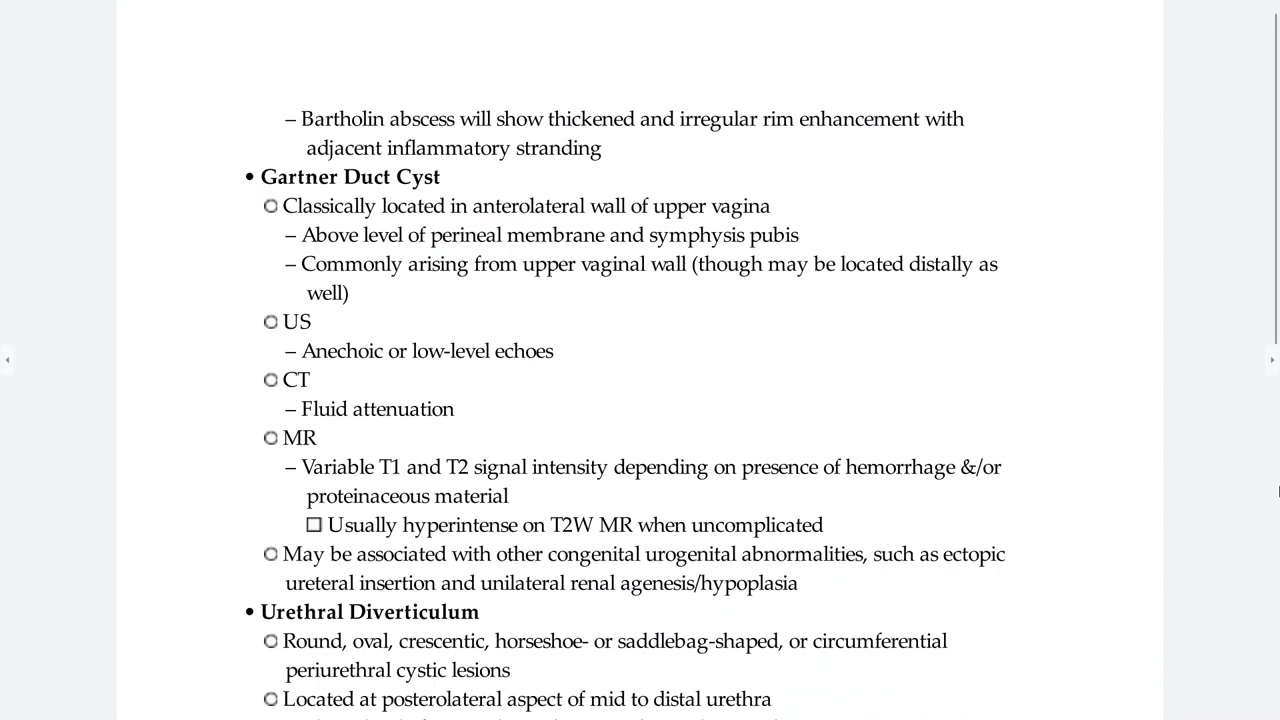 – Bartholin abscess will show thickened and irregular rim enhancement with
adjacent inflammatory stranding
• Gartner Duct Cyst
○ Classically located in anterolateral wall of upper vagina
– Above level of perineal membrane and symphysis pubis
– Commonly arising from upper vaginal wall (though may be located distally as
well)
○ US
– Anechoic or low-level echoes
○ CT
– Fluid attenuation
○ MR
– Variable T1 and T2 signal intensity depending on presence of hemorrhage &/or
proteinaceous material
□ Usually hyperintense on T2W MR when uncomplicated
○ May be associated with other congenital urogenital abnormalities, such as ectopic
ureteral insertion and unilateral renal agenesis/hypoplasia
• Urethral Diverticulum
○ Round, oval, crescentic, horseshoe- or saddlebag-shaped, or circumferential
periurethral cystic lesions
○ Located at posterolateral aspect of mid to distal urethra